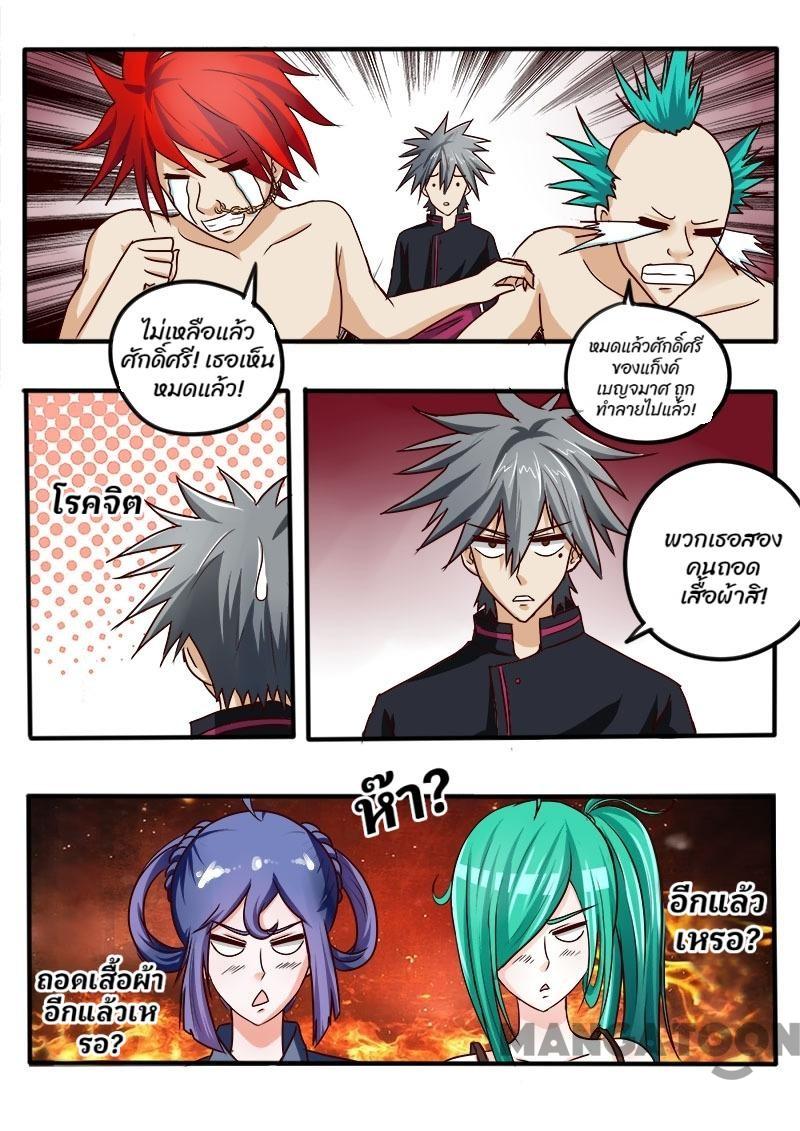 ไม่เหลือแล้ว
ศักดิ์ศรี! เธอเห็น
หมดแล้ว!
หมดแล้วศักดิ์ศรี
ของแก็งค์
เบญจมาศ ถูก
ทำลายไปแล้ว!
โรคจิต
พวกเธอสอง
คนถอด
เสื้อผ้าสิ!
ห๊า?
อีกแล้ว
เหรอ?
ถอดเสื้อผ้า
อีกแล้วเห
รอ?
MANGATOON